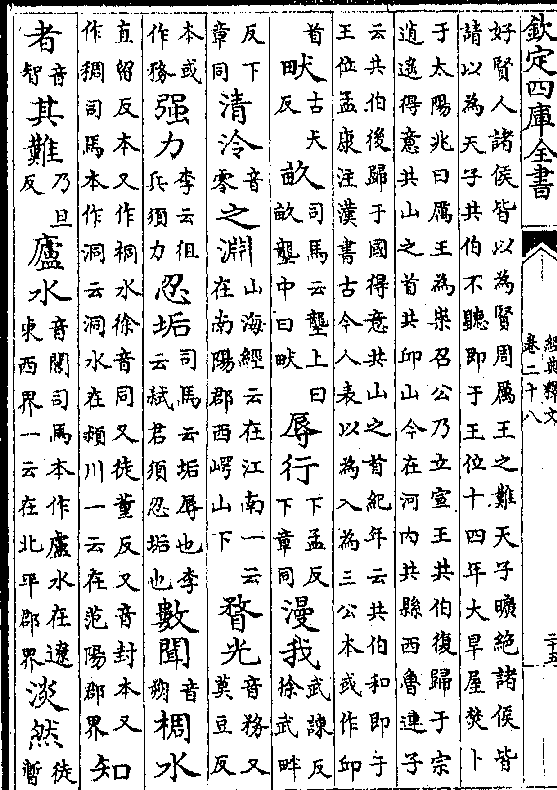 欽定四庫全書
經典釋文
卷二十八
好賢人諸侯皆以為賢周厲王之難天子曠絶諸侯皆
請以為天子共伯不聽即于王位十四年大旱屋焚卜
于太陽兆曰厲王為祟召公乃立宣王共伯復歸于宗
逍遥得意共山之首共邱山今在河内共縣西魯連子
云共伯後歸于國得意共山之首紀年云共伯和即于
王位孟康注漢書古今人表以為入為三公本或作邱
首畎古犬反畝司馬云壟上曰畝壟中曰畎辱行下孟反下章同漫我武諫反徐武畔
反下章同清泠音零之淵山海經云在江南一云在南陽郡西崿山下瞀光音務又莫豆反
本或作務强力李云徂兵須力忍垢司馬云垢辱也李云弑君須忍垢也數聞音朔椆水
直留反本又作祠水徐音同又徒董反又音封本又作稠司馬本作洞云洞水在潁川一云在范陽郡界知
者音智其難乃旦反廬水音閭司馬本作盧水在遼東西界一云在北平郡界淡然徒暫